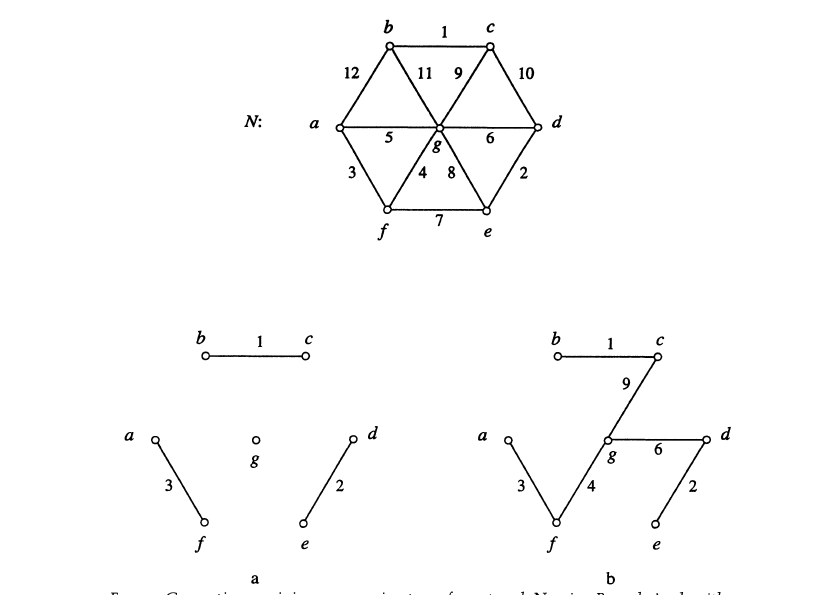 b 1 c
12 11 9 10
N: a 5 g 6 d
3 4 8 2
f 7 e
b 1 c b 1 c
9
a g d a g 6 d
3 2 3 4 2
f e f e
a b